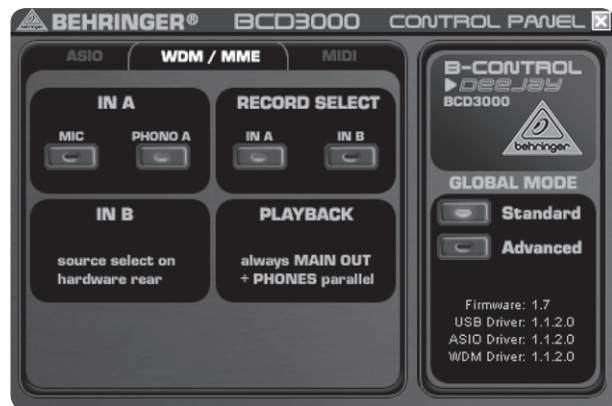 BEHRINGER® BCD3000 CONTROL PANEL X
ASIO WDM / MME MIDI
IN A
MIC PHONO A
RECORD SELECT
IN A IN B
IN B
source select on
hardware rear
PLAYBACK
always MAIN OUT
+ PHONES parallel
B-CONTROL
DEEJAY
BCD3000
behringer
GLOBAL MODE
Standard
Advanced
Firmware: 1.7
USB Driver: 1.1.2.0
ASIO Driver: 1.1.2.0
WDM Driver: 1.1.2.0